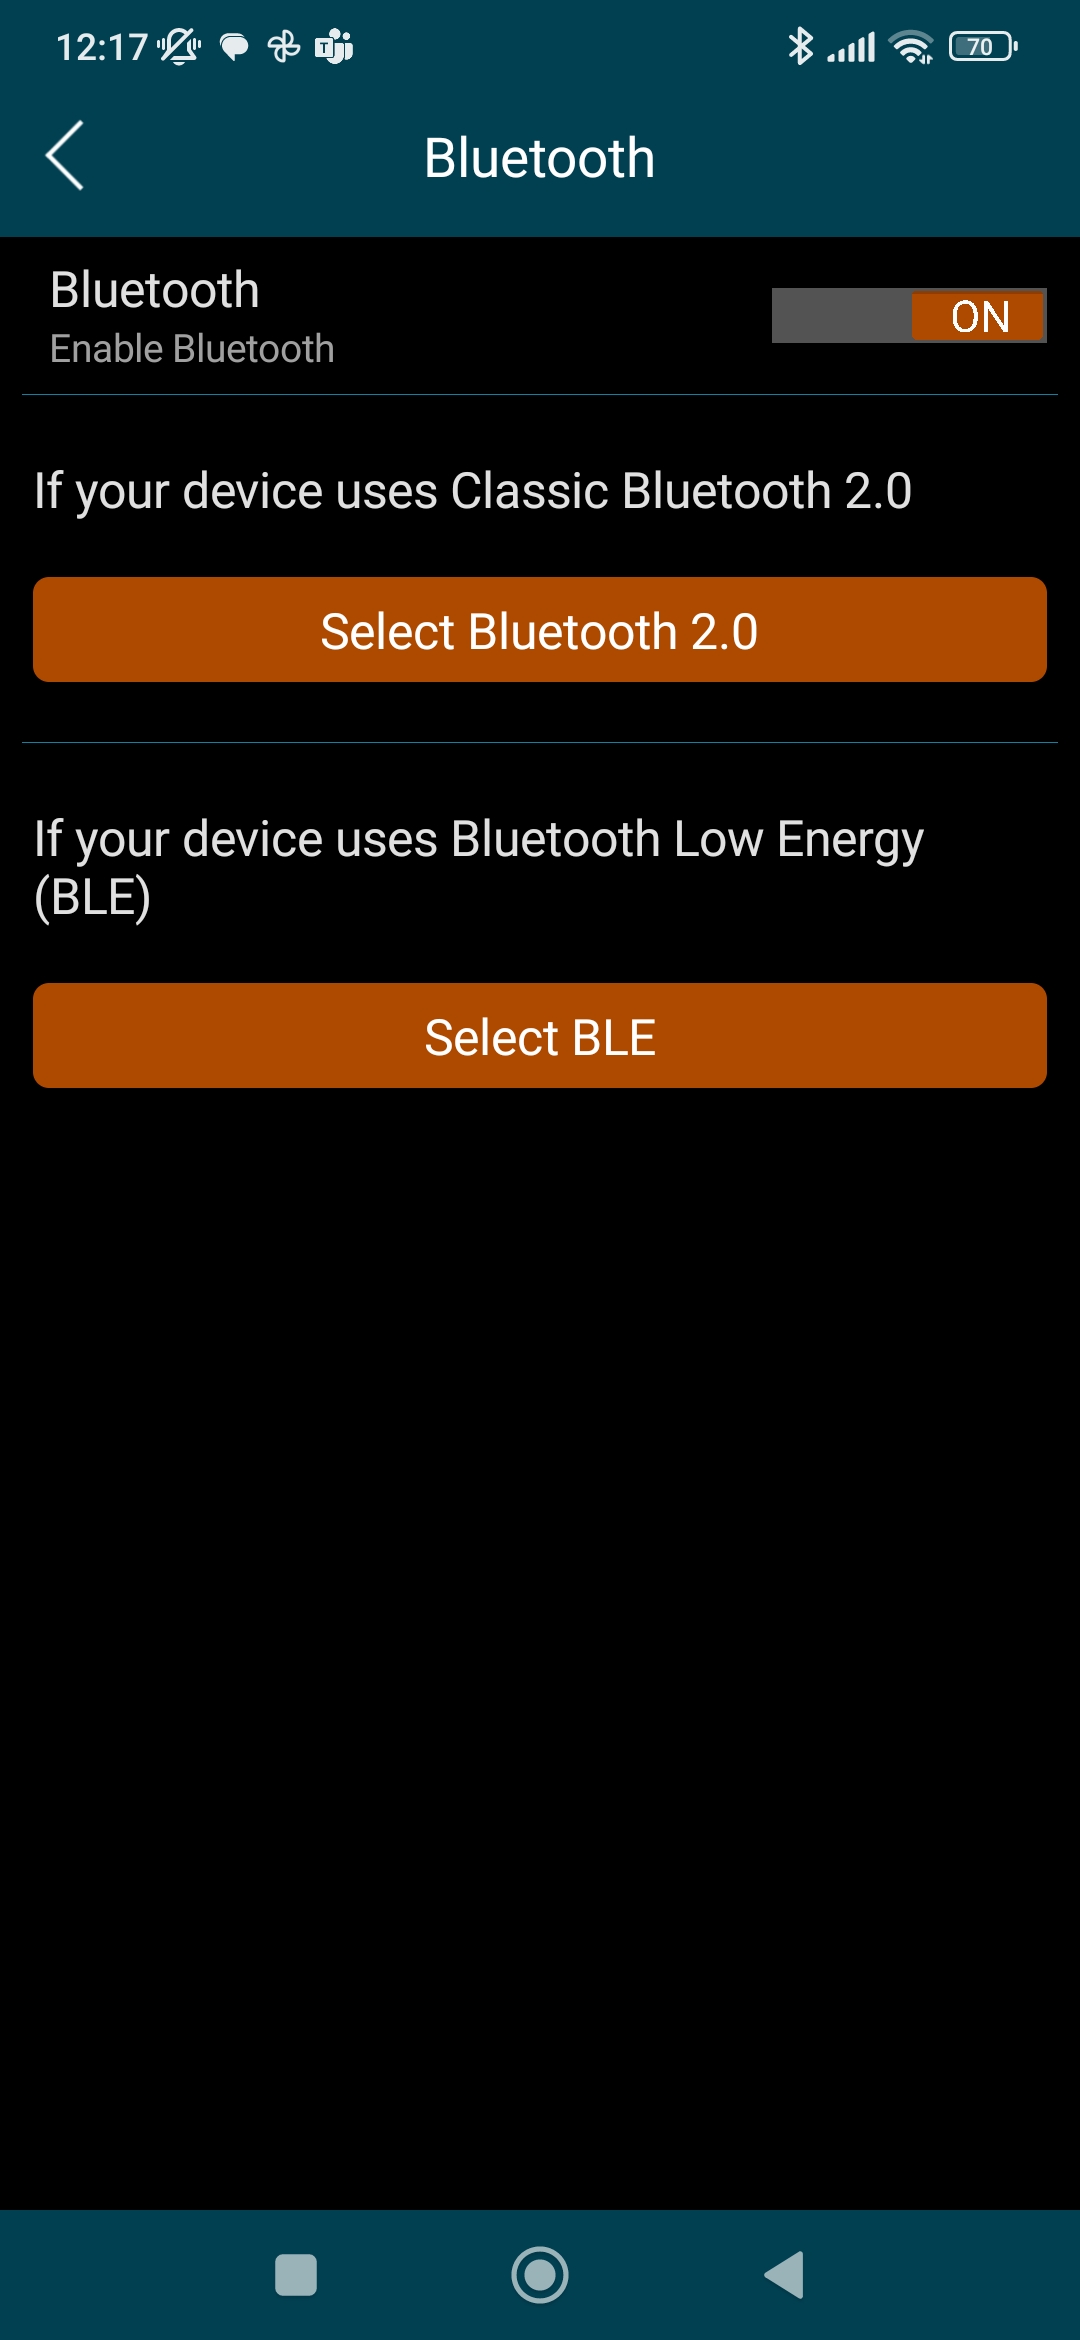 12:17
70
Bluetooth
Bluetooth
Enable Bluetooth
ON
If your device uses Classic Bluetooth 2.0
Select Bluetooth 2.0
If your device uses Bluetooth Low Energy
(BLE)
Select BLE